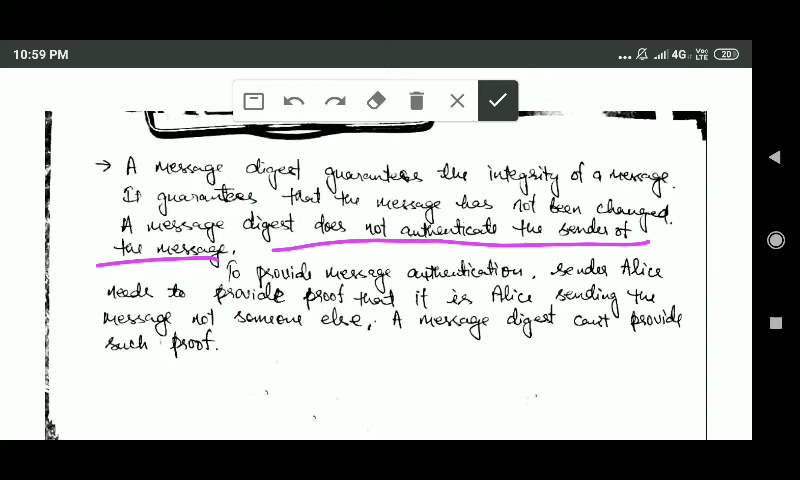 10:59 PM
... 4G Vo LTE 20
→ A message digest guarantees the integrity of a message.
It guarantees that the message has not been changed.
A message digest does not authenticate the sender of
the message.
To provide message authentication, sender Alice
needs to provide proof that it is Alice sending the
message not someone else,. A message digest can't provide
such proof.